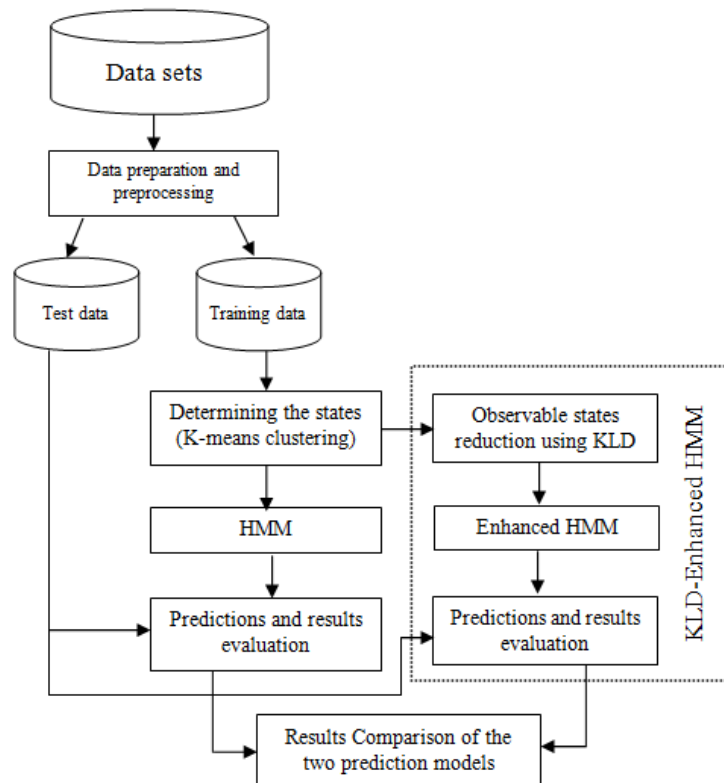 Data sets
Data preparation and
preprocessing
Test data
Training data
Determining the states
(K-means clustering)
Observable states
reduction using KLD
HMM
Enhanced HMM
Predictions and results
evaluation
Predictions and results
evaluation
KLD-Enhanced HMM
Results Comparison of the
two prediction models